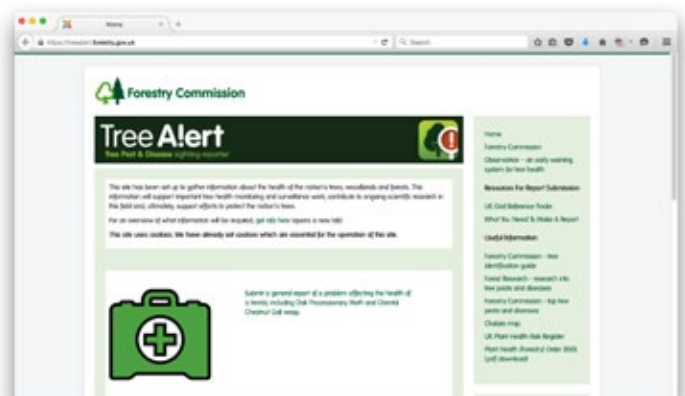 Home
https://treealert.forestry.gov.uk
Search
Forestry Commission
Tree Alert
Tree Pest & Disease sighting reporter
This site has been set up to gather information about the health of the nation's trees, woodlands and forests. This
information will support important tree health monitoring and surveillance work, contribute to ongoing scientific research in
this field and, ultimately, support efforts to protect the nation's trees.
For an overview of what information will be required, get info here (opens a new tab)
This site uses cookies. We have already set cookies which are essential for the operation of this site.
Submit a general report of a problem affecting the health of
a tree(s), including Oak Processionary Moth and Oriental
Chestnut Gall wasp.
Home
Forestry Commission
Observatree - an early warning
system for tree health
Resources For Report Submission
UK Grid Reference Finder
What You Need To Make A Report
Useful Information
Forestry Commission - tree
identification guide
Forest Research - research into
tree pests and diseases
Forestry Commission - top tree
pests and diseases
Chalara map
UK Plant Health Risk Register
Plant Health (Forestry) Order 2005
(pdf download)